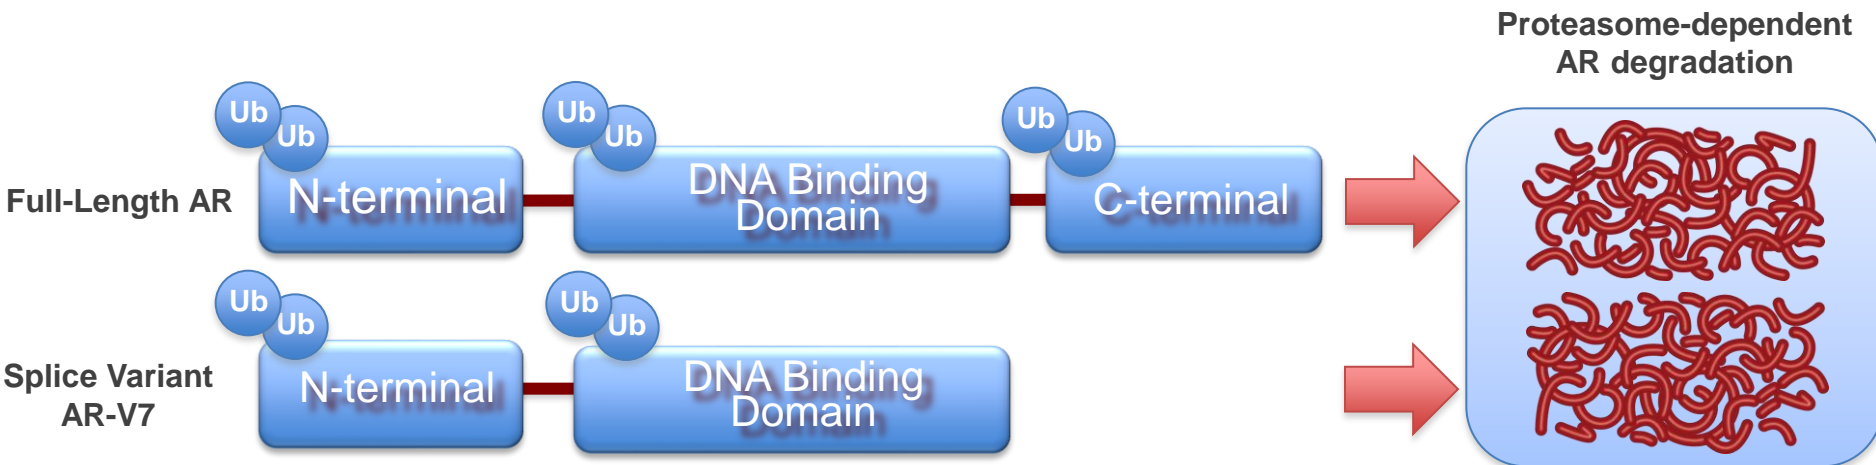 Proteasome-dependent
AR degradation
Ub
Ub
Ub
Ub
Ub
Ub
Full-Length AR
N-terminal
DNA Binding
Domain
C-terminal
Ub
Ub
Ub
Ub
Splice Variant
AR-V7
N-terminal
DNA Binding
Domain